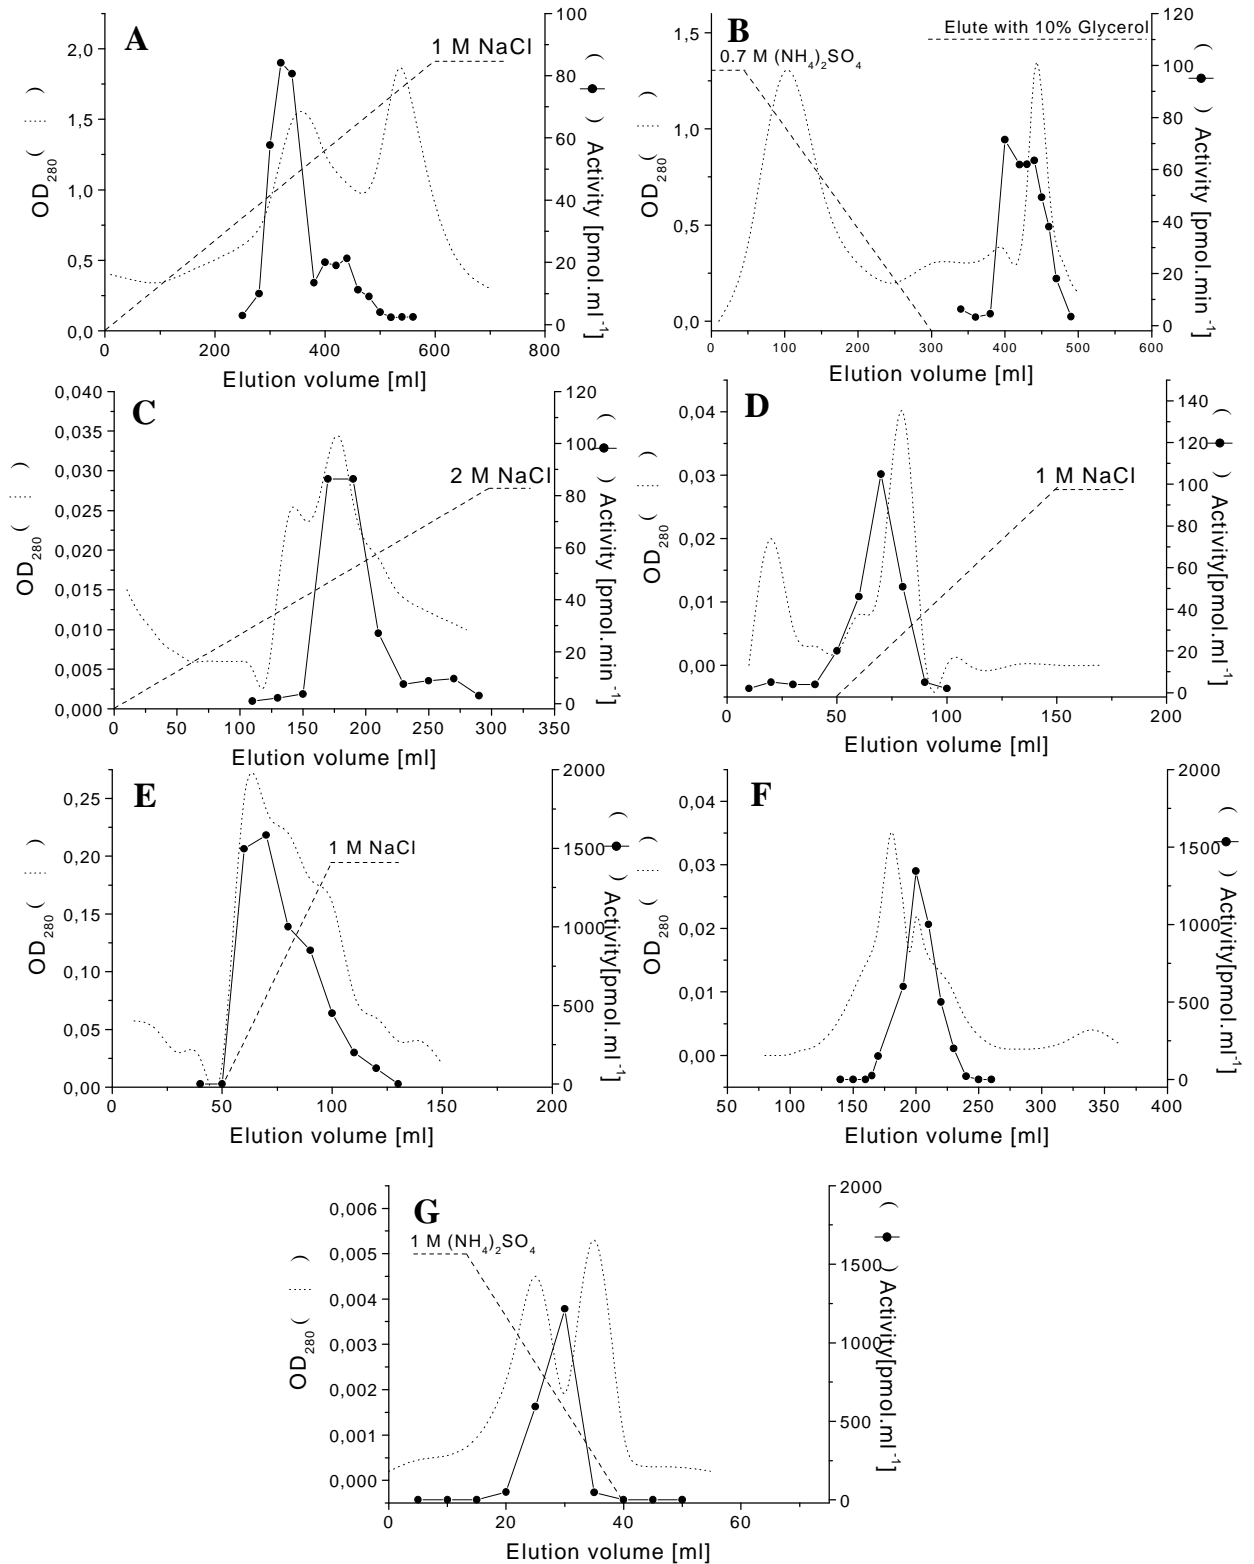 A
1 M NaCl
2,0
1,5
1,0
0,5
0,0
OD280 ( )
100
80
60
40
20
0
( ) Activity [pmol.ml-1]
0 200 400 600 800
Elution volume [ml]
B
Elute with 10% Glycerol
0.7 M (NH4)2SO4
1,5
1,0
0,5
0,0
OD280 ( )
120
100
80
60
40
20
0
( ) Activity [pmol.min-1]
0 100 200 300 400 500 600
Elution volume [ml]
C
2 M NaCl
0,040
0,035
0,030
0,025
0,020
0,015
0,010
0,005
0,000
OD280 ( )
120
100
80
60
40
20
0
( ) Activity [pmol.min-1]
0 50 100 150 200 250 300 350
Elution volume [ml]
D
1 M NaCl
0,04
0,03
0,02
0,01
0,00
OD280 ( )
140
120
100
80
60
40
20
0
( ) Activity[pmol.ml-1]
0 50 100 150 200
Elution volume [ml]
E
1 M NaCl
0,25
0,20
0,15
0,10
0,05
0,00
OD280 ( )
2000
1500
1000
500
0
( ) Activity[pmol.ml-1]
0 50 100 150 200
Elution volume [ml]
F
0,04
0,03
0,02
0,01
0,00
OD280 ( )
2000
1500
1000
500
0
( ) Activity[pmol.ml-1]
50 100 150 200 250 300 350 400
Elution volume [ml]
G
1 M (NH4)2SO4
0,006
0,005
0,004
0,003
0,002
0,001
0,000
OD280 ( )
2000
1500
1000
500
0
( ) Activity[pmol.ml-1]
0 20 40 60
Elution volume [ml]